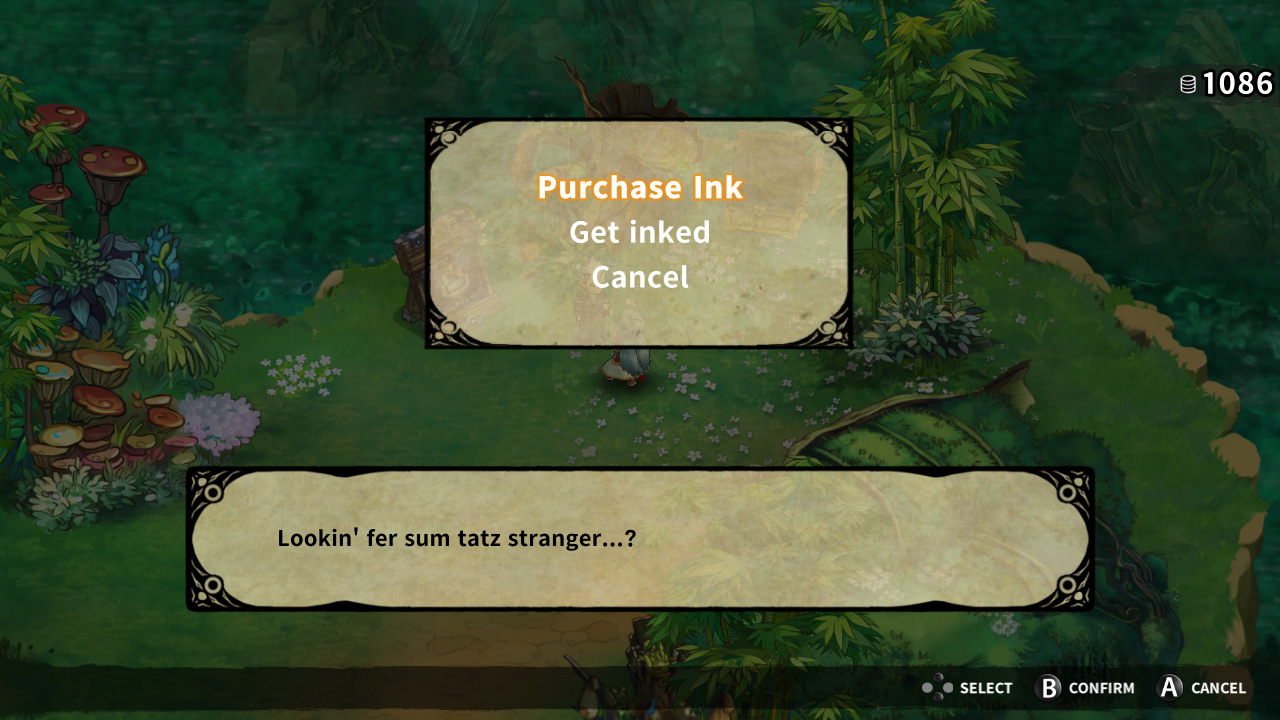 1086
Purchase Ink
Get inked
Cancel
Lookin' fer sum tatz stranger...?
SELECT B CONFIRM A CANCEL